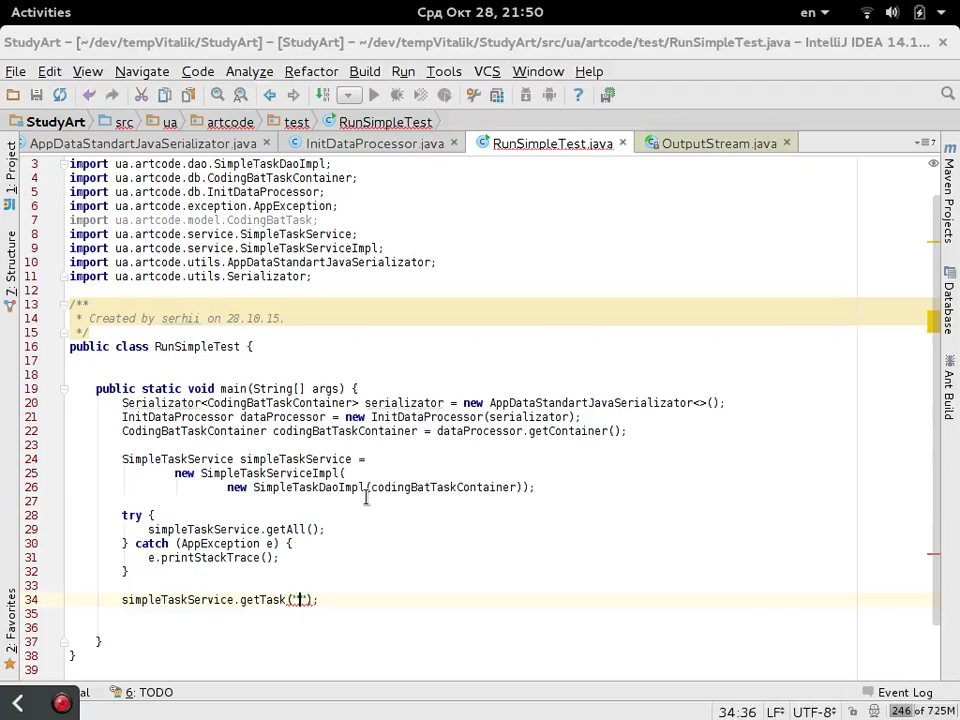 Activities
Срд Окт 28, 21:50
en
StudyArt – [~/dev/tempVitalik/StudyArt] – [StudyArt] – ~/dev/tempVitalik/StudyArt/src/ua/artcode/test/RunSimpleTest.java – IntelliJ IDEA 14.1...
File Edit View Navigate Code Analyze Refactor Build Run Tools VCS Window Help
StudyArt src ua artcode test RunSimpleTest
AppDataStandartJavaSerializator.java InitDataProcessor.java RunSimpleTest.java OutputStream.java
1: Project
7: Structure
2: Favorites
3 import ua.artcode.dao.SimpleTaskDaoImpl;
4 import ua.artcode.db.CodingBatTaskContainer;
5 import ua.artcode.db.InitDataProcessor;
6 import ua.artcode.exception.AppException;
7 import ua.artcode.model.CodingBatTask;
8 import ua.artcode.service.SimpleTaskService;
9 import ua.artcode.service.SimpleTaskServiceImpl;
10 import ua.artcode.utils.AppDataStandartJavaSerializator;
11 import ua.artcode.utils.Serializator;
12
13 /**
14 * Created by serhii on 28.10.15.
15 */
16 public class RunSimpleTest {
17
18
19 public static void main(String[] args) {
20 Serializator<CodingBatTaskContainer> serializator = new AppDataStandartJavaSerializator<>();
21 InitDataProcessor dataProcessor = new InitDataProcessor(serializator);
22 CodingBatTaskContainer codingBatTaskContainer = dataProcessor.getContainer();
23
24 SimpleTaskService simpleTaskService =
25 new SimpleTaskServiceImpl(
26 new SimpleTaskDaoImpl(codingBatTaskContainer));
27
28 try {
29 simpleTaskService.getAll();
30 } catch (AppException e) {
31 e.printStackTrace();
32 }
33
34 simpleTaskService.getTask("");
35
36
37 }
38 }
39
Maven Projects
Database
Ant Build
6: TODO
Event Log
34:36 LF UTF-8 246 of 725M